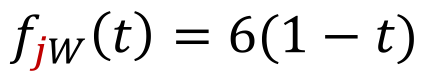 f_{jW}(t) = 6(1 − t)